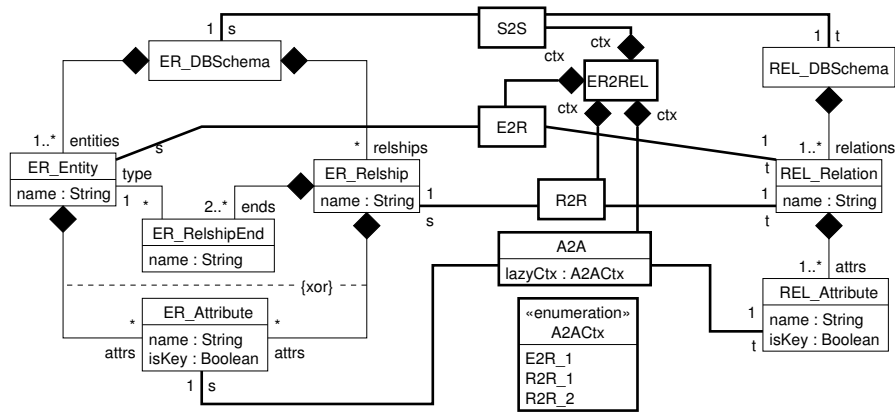 1 s
S2S
1
t
ctx
ctx
ER_DBSchema
ER2REL
REL_DBSchema
ctx
ctx
1..* entities
* relships
E2R
s
1
t
1..* relations
ER_Entity
name : String
type
1
*
2..* ends
ER_Relship
name : String
1
s
R2R
1
t
REL_Relation
name : String
ER_RelshipEnd
name : String
A2A
lazyCtx : A2ACtx
1..* attrs
{xor}
ER_Attribute
name : String
isKey : Boolean
*
attrs
*
attrs
1 s
«enumeration»
A2ACtx
E2R_1
R2R_1
R2R_2
1
t
REL_Attribute
name : String
isKey : Boolean